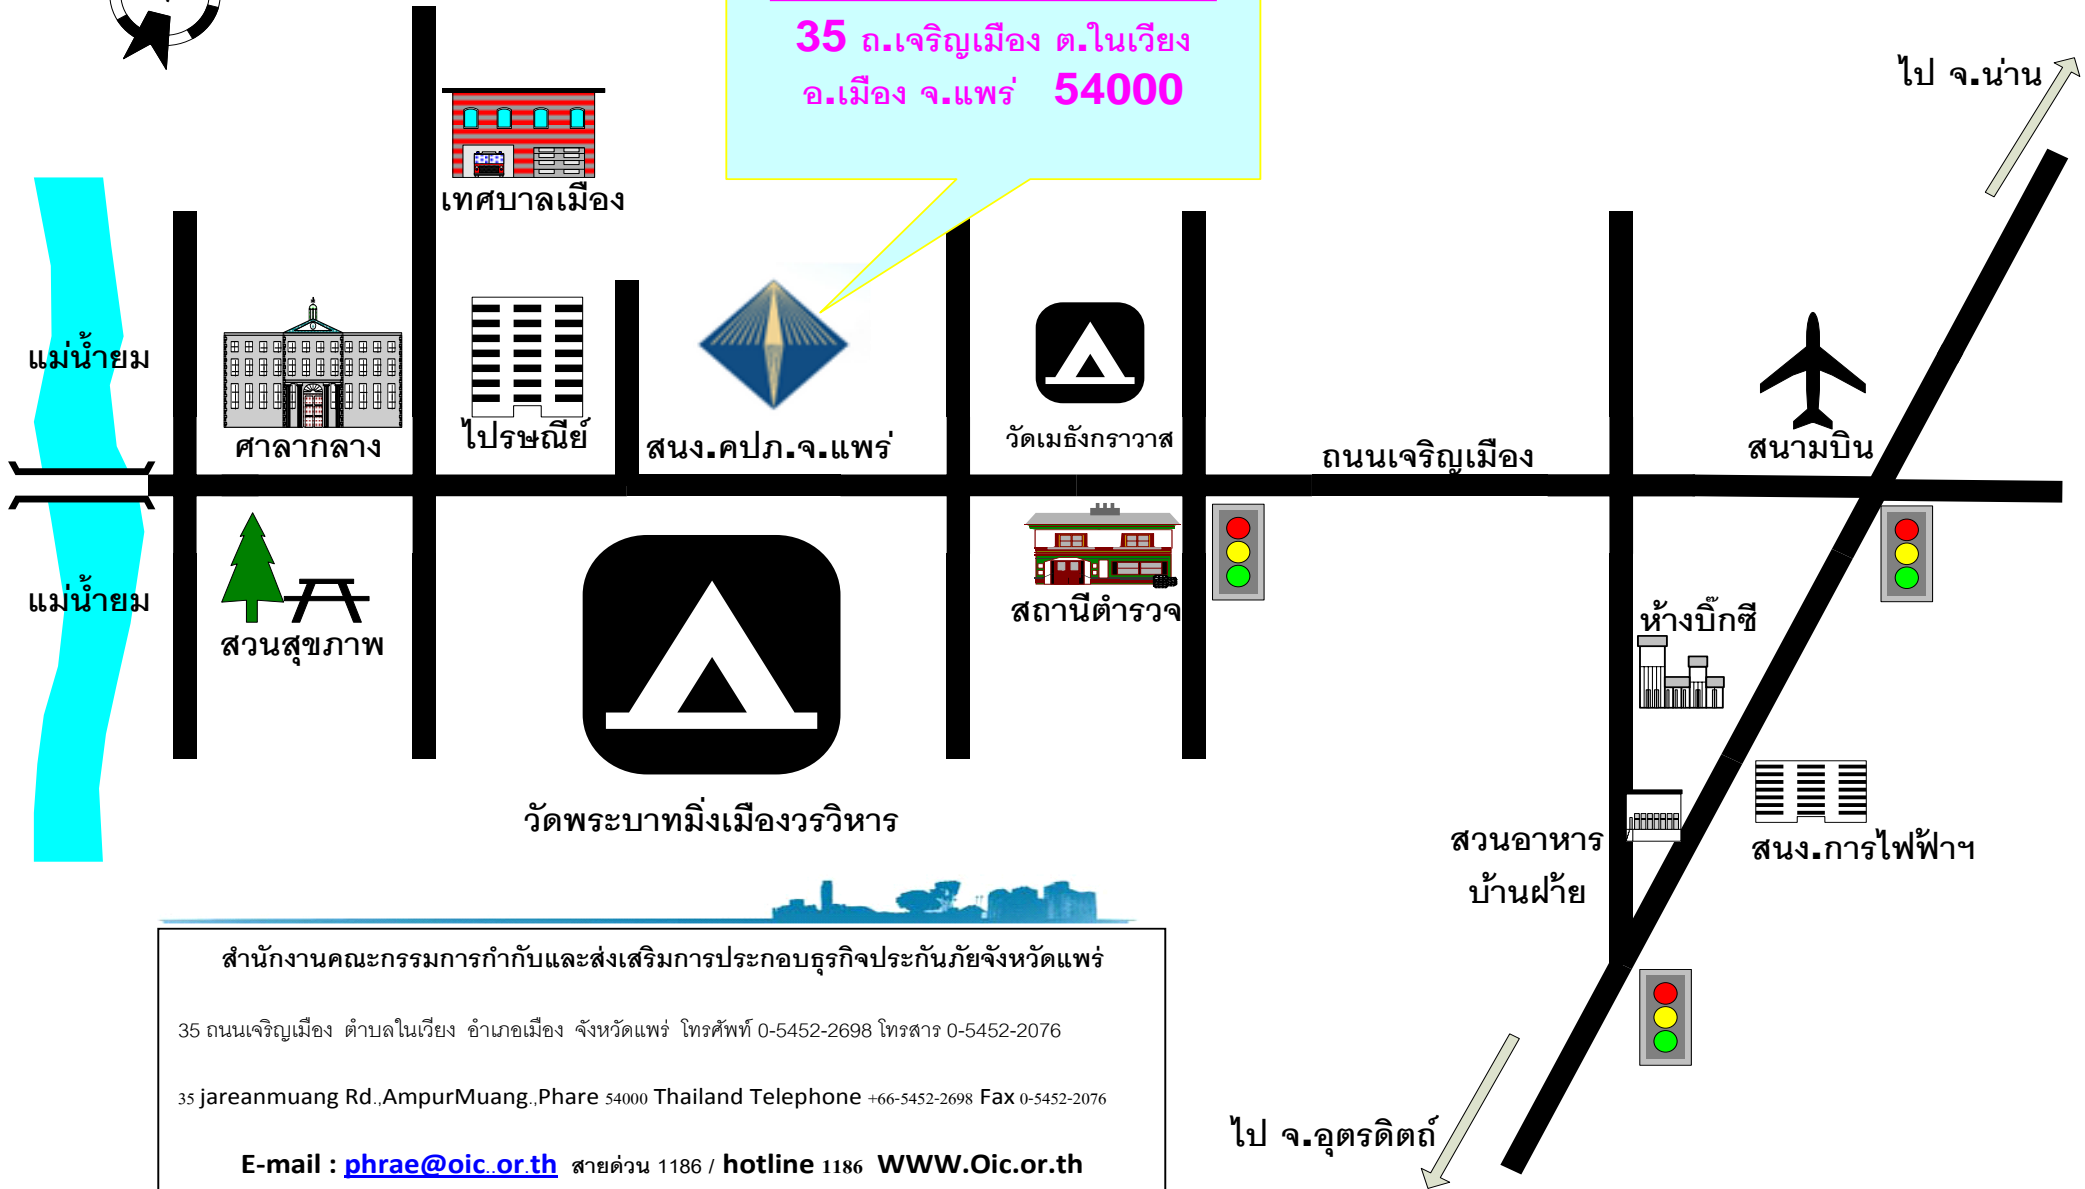 35 ถ.เจริญเมือง ต.ในเวียง
อ.เมือง จ.แพร่ 54000
ไป จ.น่าน
เทศบาลเมือง
แม่น้ำยม
ศาลากลาง
ไปรษณีย์
สนง.คปภ.จ.แพร่
วัดเมธังกราวาส
ถนนเจริญเมือง
สนามบิน
แม่น้ำยม
สวนสุขภาพ
สถานีตำรวจ
ห้างบิ๊กซี
วัดพระบาทมิ่งเมืองวรวิหาร
สวนอาหาร
บ้านฝ้าย
สนง.การไฟฟ้าฯ
สำนักงานคณะกรรมการกำกับและส่งเสริมการประกอบธุรกิจประกันภัยจังหวัดแพร่
35 ถนนเจริญเมือง ตำบลในเวียง อำเภอเมือง จังหวัดแพร่ โทรศัพท์ 0-5452-2698 โทรสาร 0-5452-2076
35 jareanmuang Rd.,AmpurMuang.,Phare 54000 Thailand Telephone +66-5452-2698 Fax 0-5452-2076
E-mail : phrae@oic..or.th สายด่วน 1186 / hotline 1186 WWW.Oic.or.th
ไป จ.อุตรดิตถ์